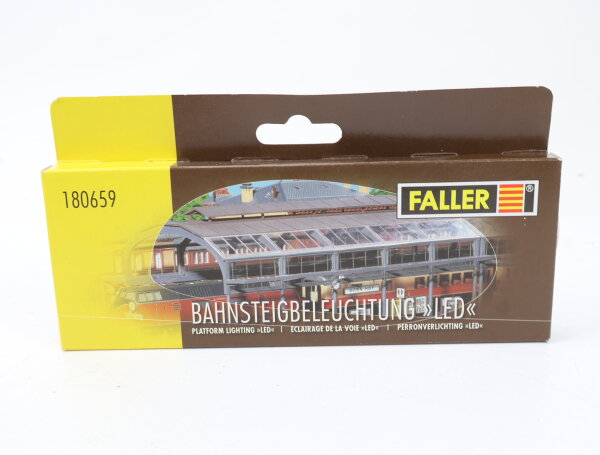 180659
FALLER
BAHNSTEIGBELEUCHTUNG »LED«
PLATFORM LIGHTING »LED« | ECLAIRAGE DE LA VOIE »LED« | PERRONVERLICHTING »LED«